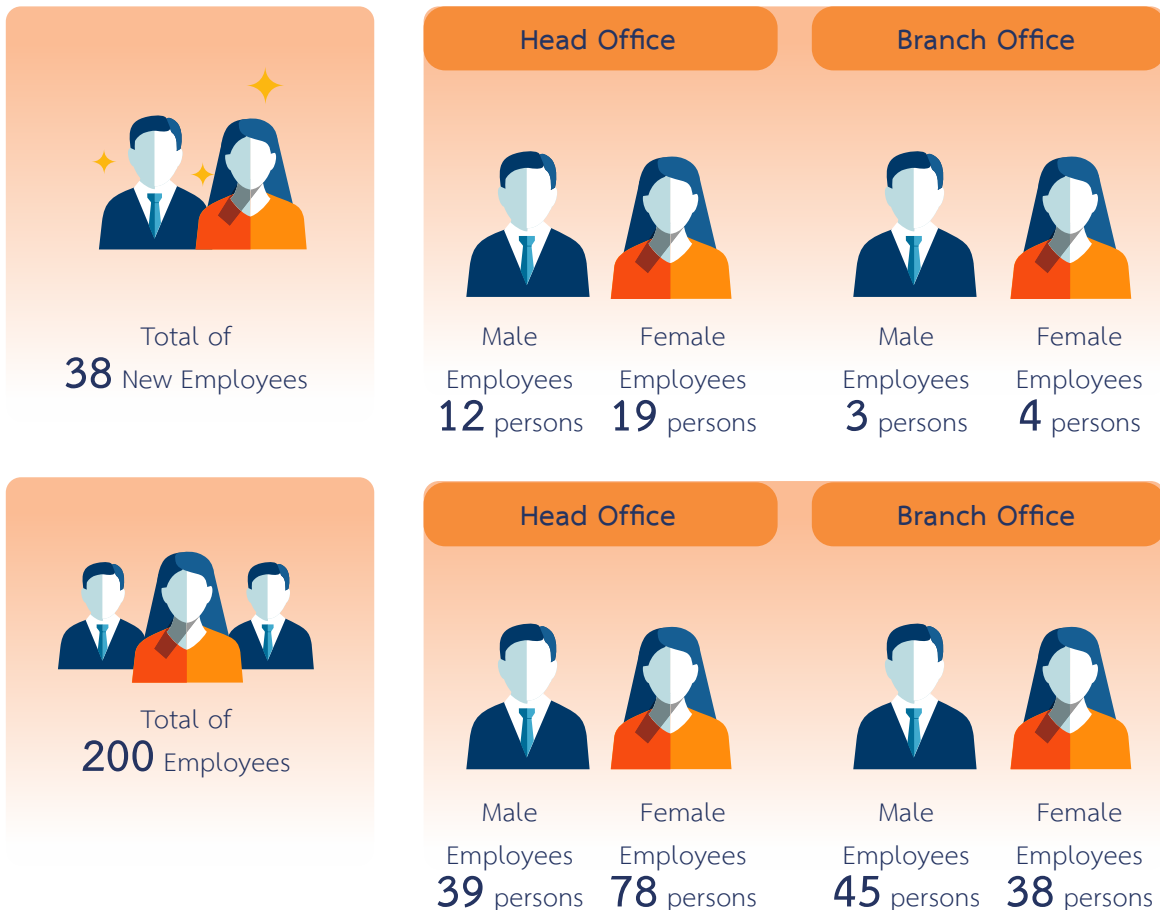 Total of
38 New Employees
Head Office
Male
Employees
12 persons
Female
Employees
19 persons
Branch Office
Male
Employees
3 persons
Female
Employees
4 persons
Total of
200 Employees
Head Office
Male
Employees
39 persons
Female
Employees
78 persons
Branch Office
Male
Employees
45 persons
Female
Employees
38 persons